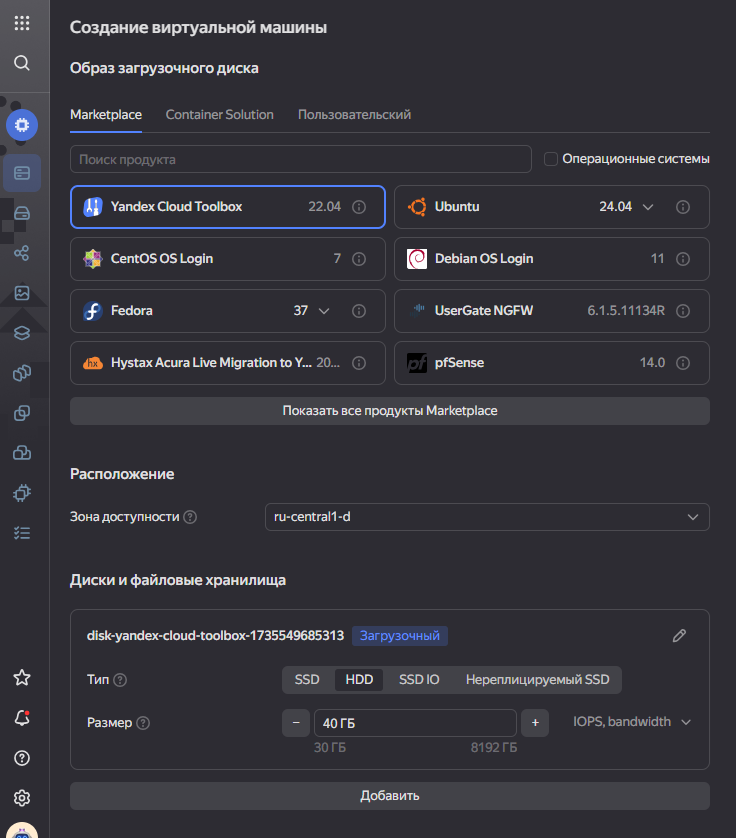 Создание виртуальной машины
Образ загрузочного диска
Marketplace Container Solution Пользовательский
Поиск продукта Операционные системы
Yandex Cloud Toolbox 22.04 Ubuntu 24.04
CentOS OS Login 7 Debian OS Login 11
Fedora 37 UserGate NGFW 6.1.5.11134R
hx Hystax Acura Live Migration to Y... 20... pf pfSense 14.0
Показать все продукты Marketplace
Расположение
Зона доступности ru-central1-d
Диски и файловые хранилища
disk-yandex-cloud-toolbox-1735549685313 Загрузочный
Тип SSD HDD SSD IO Нереплицируемый SSD
Размер − 40 ГБ + IOPS, bandwidth
30 ГБ 8192 ГБ
Добавить